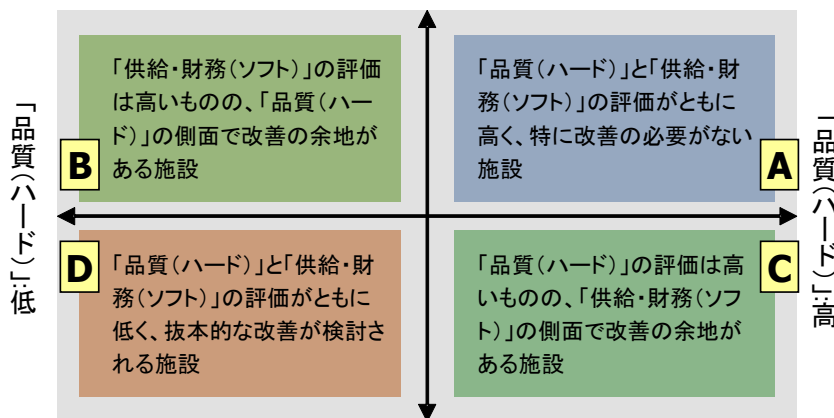 「供給・財務(ソフト)」の評価
は高いものの、「品質(ハー
ド)」の側面で改善の余地が
ある施設
B
「品質(ハード)」と「供給・財
務(ソフト)」の評価がともに
高く、特に改善の必要がない
施設
A
「品質(ハード)」と「供給・財
務(ソフト)」の評価がともに
低く、抜本的な改善が検討さ
れる施設
D
「品質(ハード)」の評価は高
いものの、「供給・財務(ソフ
ト)」の側面で改善の余地が
ある施設
C
「品質(ハード)」:低
「品質(ハード)」:高